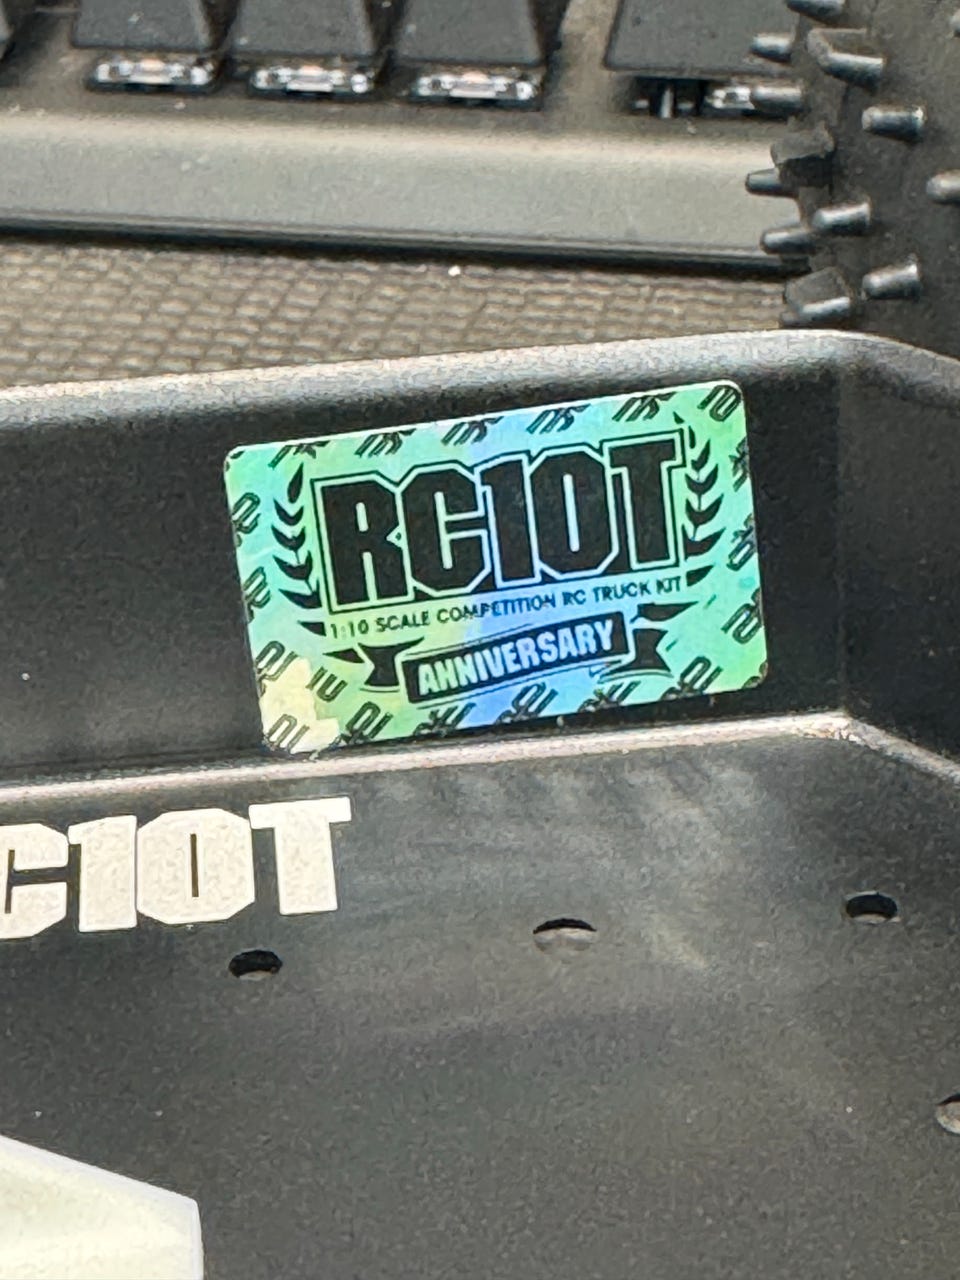 RC10T
1:10 SCALE COMPETITION RC TRUCK KIT
ANNIVERSARY
C10T